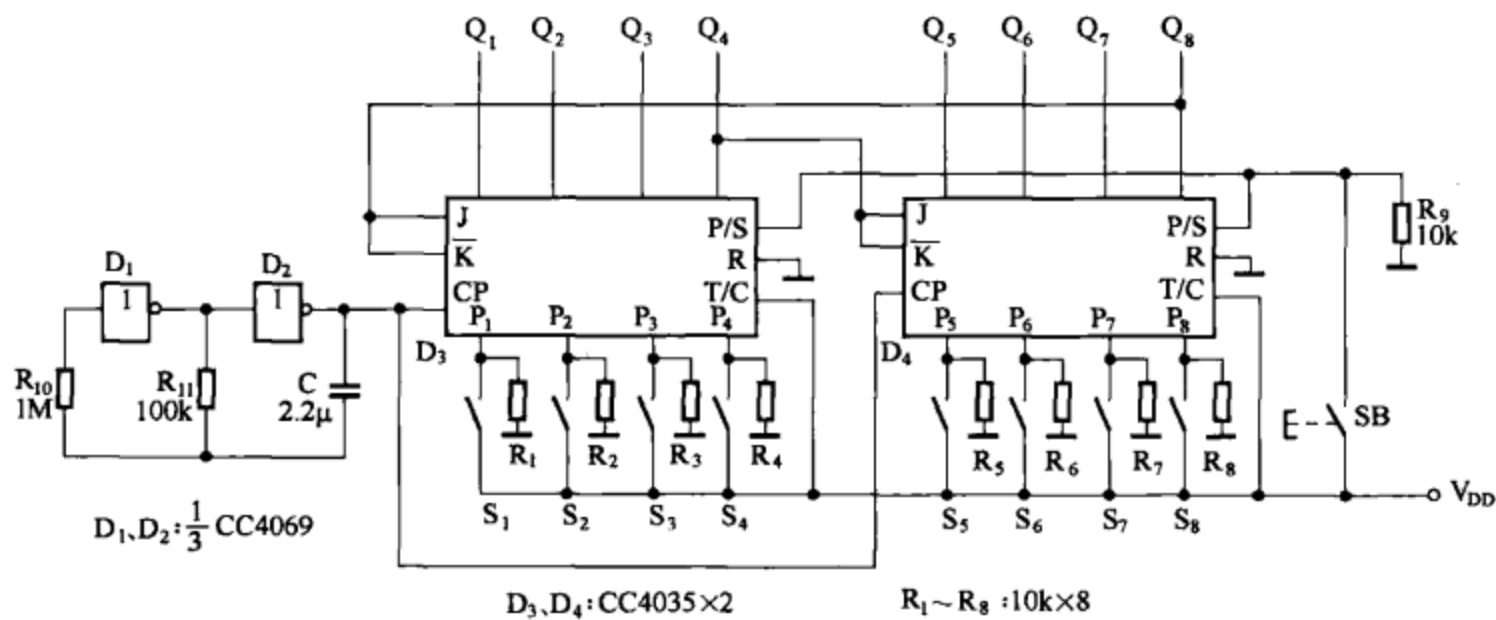 Q₁ Q₂ Q₃ Q₄ Q₅ Q₆ Q₇ Q₈
J P/S J P/S R₉
K̅ R K̅ R 10k
D₁ D₂
1 1 CP T/C CP T/C
P₁ P₂ P₃ P₄ P₅ P₆ P₇ P₈
D₃ D₄
R₁₀ R₁₁ C
1M 100k 2.2μ SB
R₁ R₂ R₃ R₄ R₅ R₆ R₇ R₈
S₁ S₂ S₃ S₄ S₅ S₆ S₇ S₈ V_DD
D₁、D₂:1/3 CC4069
D₃、D₄:CC4035×2 R₁~R₈:10k×8